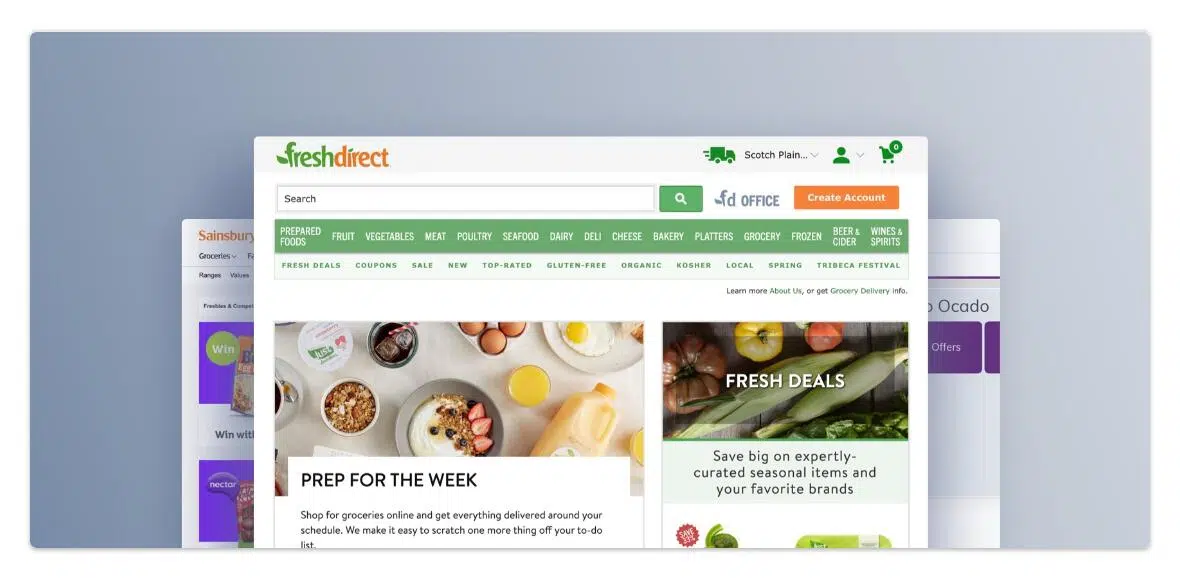 freshdirect
Scotch Plain...
0
Search
fd OFFICE
Create Account
PREPARED FOODS FRUIT VEGETABLES MEAT POULTRY SEAFOOD DAIRY DELI CHEESE BAKERY PLATTERS GROCERY FROZEN BEER & CIDER WINES & SPIRITS
FRESH DEALS COUPONS SALE NEW TOP-RATED GLUTEN-FREE ORGANIC KOSHER LOCAL SPRING TRIBECA FESTIVAL
Learn more About Us, or get Grocery Delivery info.
just
PREP FOR THE WEEK
Shop for groceries online and get everything delivered around your
schedule. We make it easy to scratch one more thing off your to-do
list.
FRESH DEALS
Save big on expertly-
curated seasonal items and
your favorite brands
SAVE
Sainsbury
Groceries
Ranges Values
Freebies & Compet
Win
Win with
nectar
Ocado
Offers